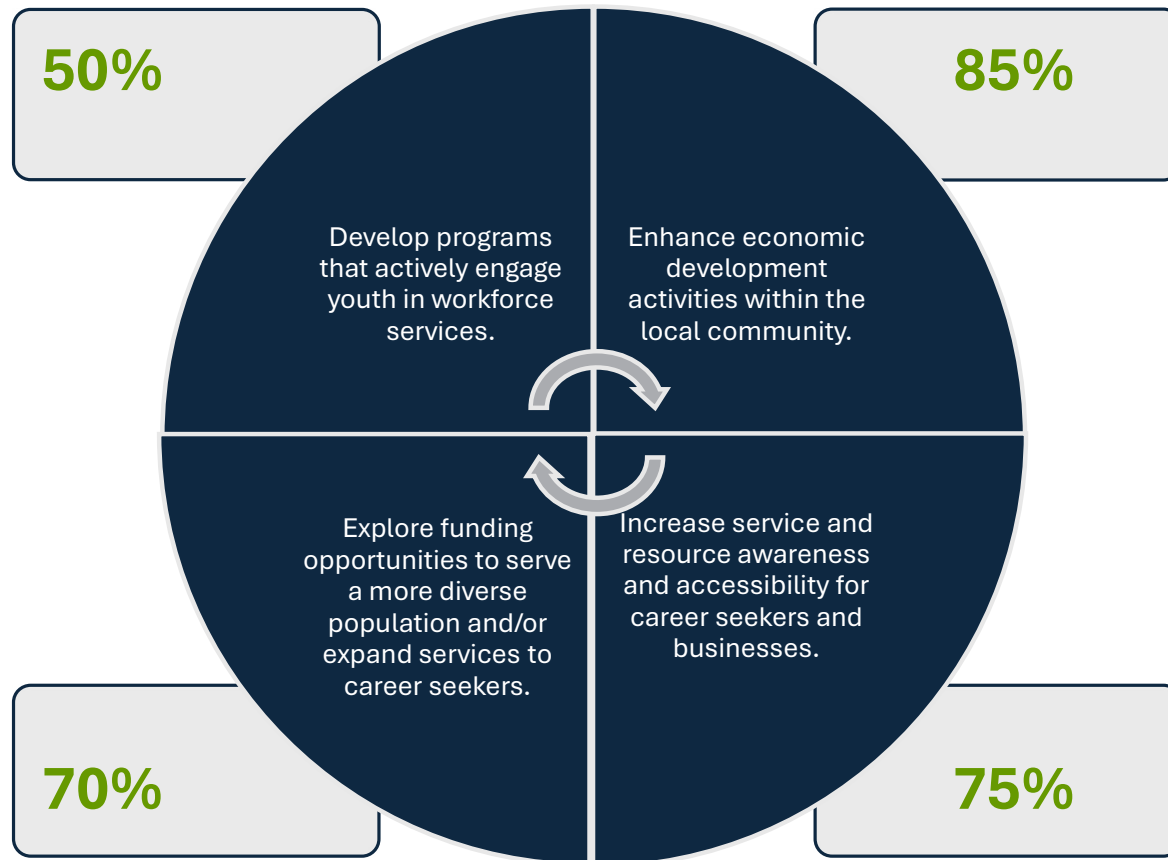 50%
85%
Develop programs
that actively engage
youth in workforce
services.
Enhance economic
development
activities within the
local community.
Explore funding
opportunities to serve
a more diverse
population and/or
expand services to
career seekers.
Increase service and
resource awareness
and accessibility for
career seekers and
businesses.
70%
75%